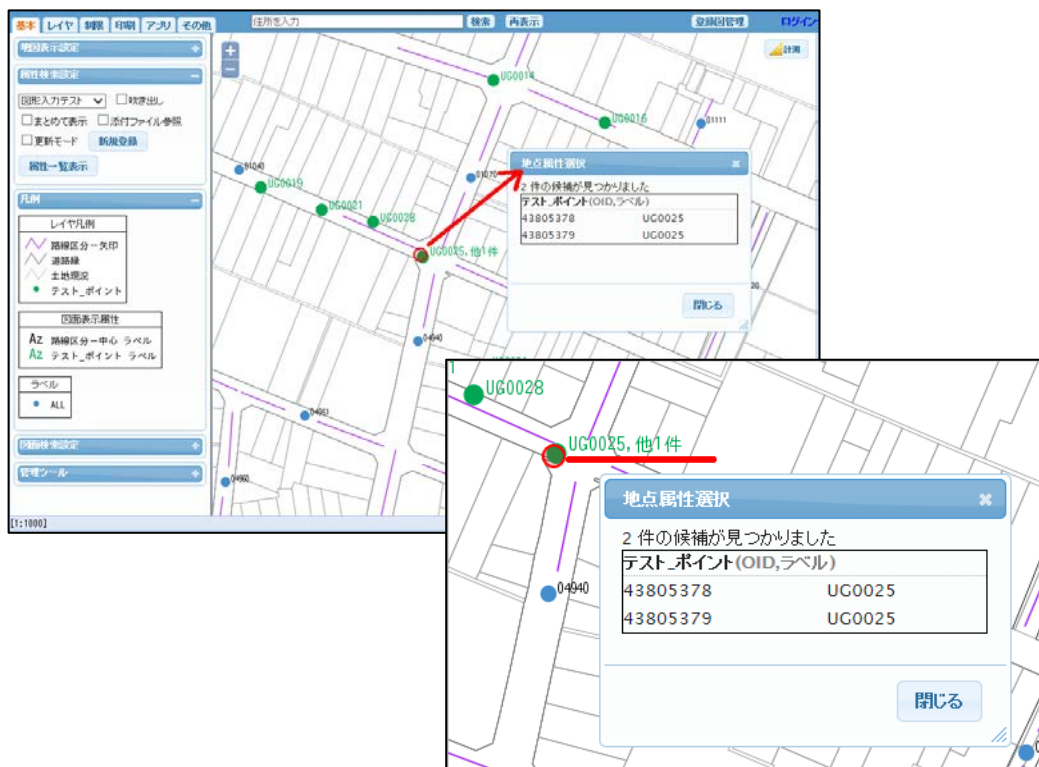 基本 レイヤ 制限 印刷 アプリ その他
住所を入力 検索 再表示 登録図管理 ログイン
地図表示設定
計測
属性検索設定
図形入力テスト 吹き出し
まとめて表示 添付ファイル参照
更新モード 新規登録
属性一覧表示
凡例
レイヤ凡例
路線区分-矢印
道路縁
土地現況
テスト_ポイント
図面表示属性
Az 路線区分-中心 ラベル
Az テスト_ポイント ラベル
ラベル
ALL
図面検索設定
管理ツール
[1:1000]
UG0014
UG0016
01111
01040
01070
UG0019
UG0021
UG0028
UG0025,他1件
04940
04960
地点属性選択
2 件の候補が見つかりました
テスト_ポイント(OID,ラベル)
43805378 UG0025
43805379 UG0025
閉じる
UG0028
UG0025,他1件
04940
地点属性選択
2 件の候補が見つかりました
テスト_ポイント(OID,ラベル)
43805378 UG0025
43805379 UG0025
閉じる